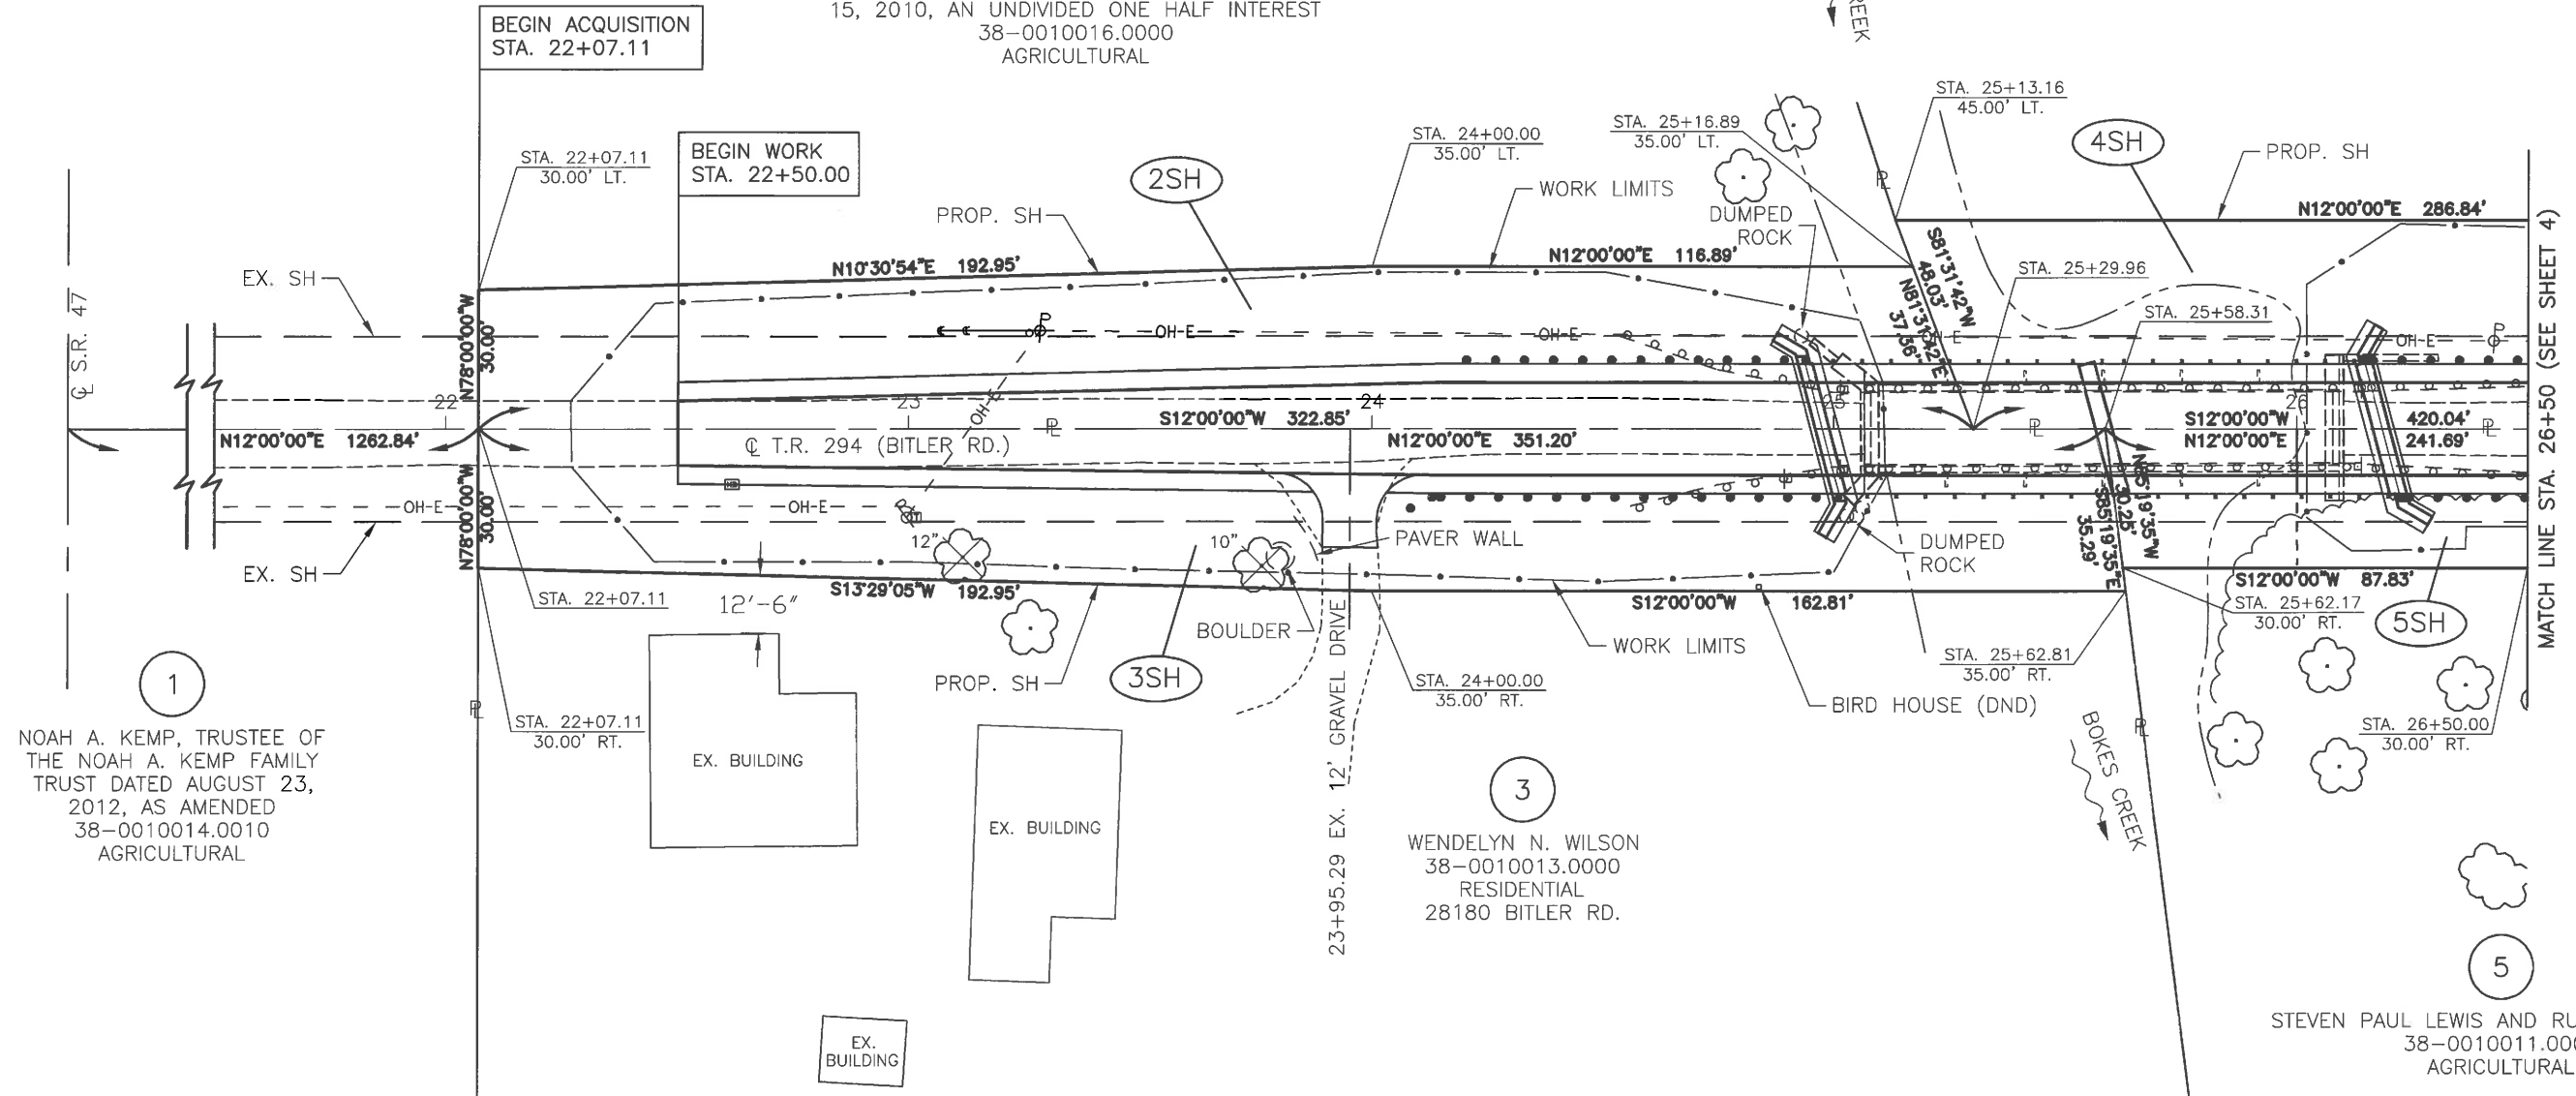 15, 2010, AN UNDIVIDED ONE HALF INTEREST
38-0010016.0000
AGRICULTURAL
BEGIN ACQUISITION
STA. 22+07.11
BEGIN WORK
STA. 22+50.00
STA. 22+07.11
30.00' LT.
2SH
STA. 24+00.00
35.00' LT.
STA. 25+16.89
35.00' LT.
STA. 25+13.16
45.00' LT.
4SH
PROP. SH
WORK LIMITS
DUMPED
ROCK
PROP. SH
N12°00'00"E 286.84'
N10°30'54"E 192.95'
N12°00'00"E 116.89'
S81°31'42"W
48.03'
N81°31'42"E
37.36'
STA. 25+29.96
STA. 25+58.31
EX. SH
℄ S.R. 47
N78°00'00"W
30.00'
OH-E
OH-E
OH-E
OH-E
OH-E
22
23
24
25
26
N12°00'00"E 1262.84'
℄ T.R. 294 (BITLER RD.)
S12°00'00"W 322.85'
N12°00'00"E 351.20'
S12°00'00"W 420.04'
N12°00'00"E 241.69'
MATCH LINE STA. 26+50 (SEE SHEET 4)
N78°00'00"W
30.00'
OH-E
OH-E
EX. SH
12"
10"
PAVER WALL
DUMPED
ROCK
N85°19'35"W
30.25'
S85°19'35"E
35.29'
STA. 22+07.11
12'-6"
S13°29'05"W 192.95'
S12°00'00"W 162.81'
S12°00'00"W 87.83'
STA. 25+62.17
30.00' RT.
5SH
BOULDER
WORK LIMITS
STA. 25+62.81
35.00' RT.
PROP. SH
3SH
STA. 24+00.00
35.00' RT.
BIRD HOUSE (DND)
STA. 22+07.11
30.00' RT.
STA. 26+50.00
30.00' RT.
23+95.29 EX. 12' GRAVEL DRIVE
BOKES CREEK
1
NOAH A. KEMP, TRUSTEE OF
THE NOAH A. KEMP FAMILY
TRUST DATED AUGUST 23,
2012, AS AMENDED
38-0010014.0010
AGRICULTURAL
EX. BUILDING
EX. BUILDING
3
WENDELYN N. WILSON
38-0010013.0000
RESIDENTIAL
28180 BITLER RD.
EX.
BUILDING
5
STEVEN PAUL LEWIS AND
38-0010011.
AGRICULTURAL